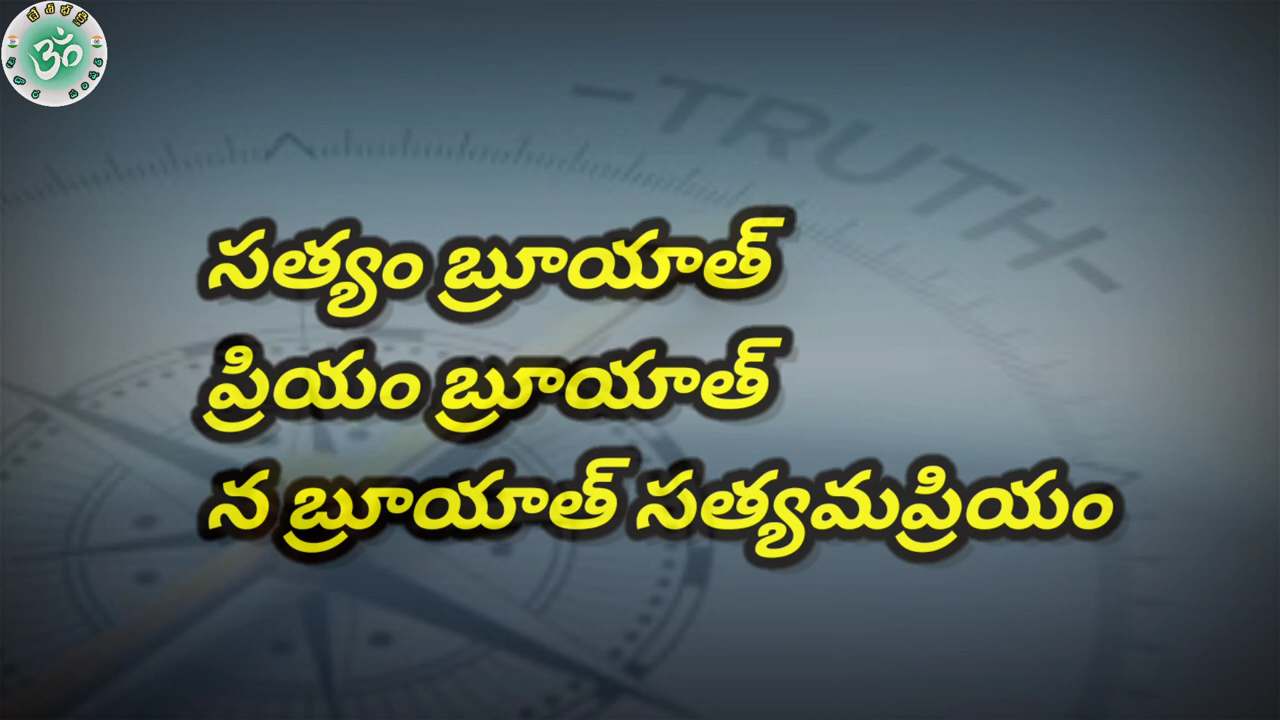 -TRUTH-
సత్యం బ్రూయాత్
ప్రియం బ్రూయాత్
న బ్రూయాత్ సత్యమప్రియం
ॐ